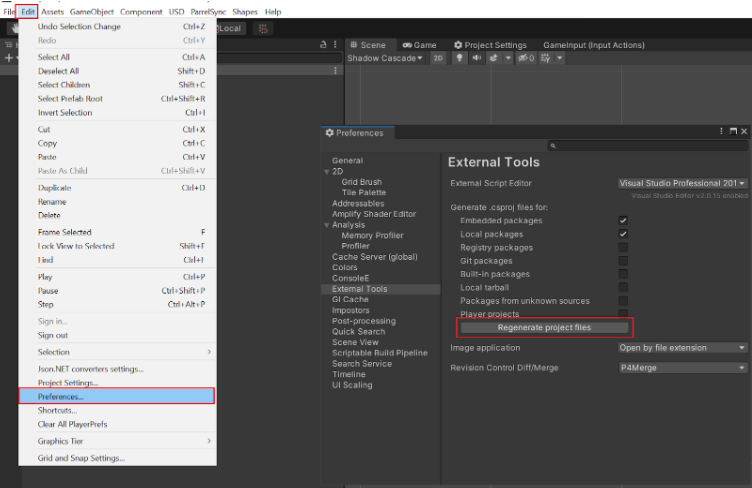 File Edit Assets GameObject Component USD ParrelSync Shapes Help
Undo Selection Change Ctrl+Z
Redo Ctrl+Y
Select All Ctrl+A
Deselect All Shift+D
Select Children Shift+C
Select Prefab Root Ctrl+Shift+R
Invert Selection Ctrl+I
Cut Ctrl+X
Copy Ctrl+C
Paste Ctrl+V
Paste As Child Ctrl+Shift+V
Duplicate Ctrl+D
Rename
Delete
Frame Selected F
Lock View to Selected Shift+F
Find Ctrl+F
Play Ctrl+P
Pause Ctrl+Shift+P
Step Ctrl+Alt+P
Sign in...
Sign out
Selection
Json.NET converters settings...
Project Settings...
Preferences...
Shortcuts...
Clear All PlayerPrefs
Graphics Tier
Grid and Snap Settings...
Local
Scene Game Project Settings GameInput (Input Actions)
Shadow Cascade 2D 0
Preferences
General
2D
Grid Brush
Tile Palette
Addressables
Amplify Shader Editor
Analysis
Memory Profiler
Profiler
Cache Server (global)
Colors
ConsoleE
External Tools
GI Cache
Impostors
Post-processing
Quick Search
Scene View
Scriptable Build Pipeline
Search Service
Timeline
UI Scaling
External Tools
External Script Editor Visual Studio Professional 201
Visual Studio Editor v2.0.15 enabled
Generate .csproj files for:
Embedded packages
Local packages
Registry packages
Git packages
Built-in packages
Local tarball
Packages from unknown sources
Player projects
Regenerate project files
Image application Open by file extension
Revision Control Diff/Merge P4Merge